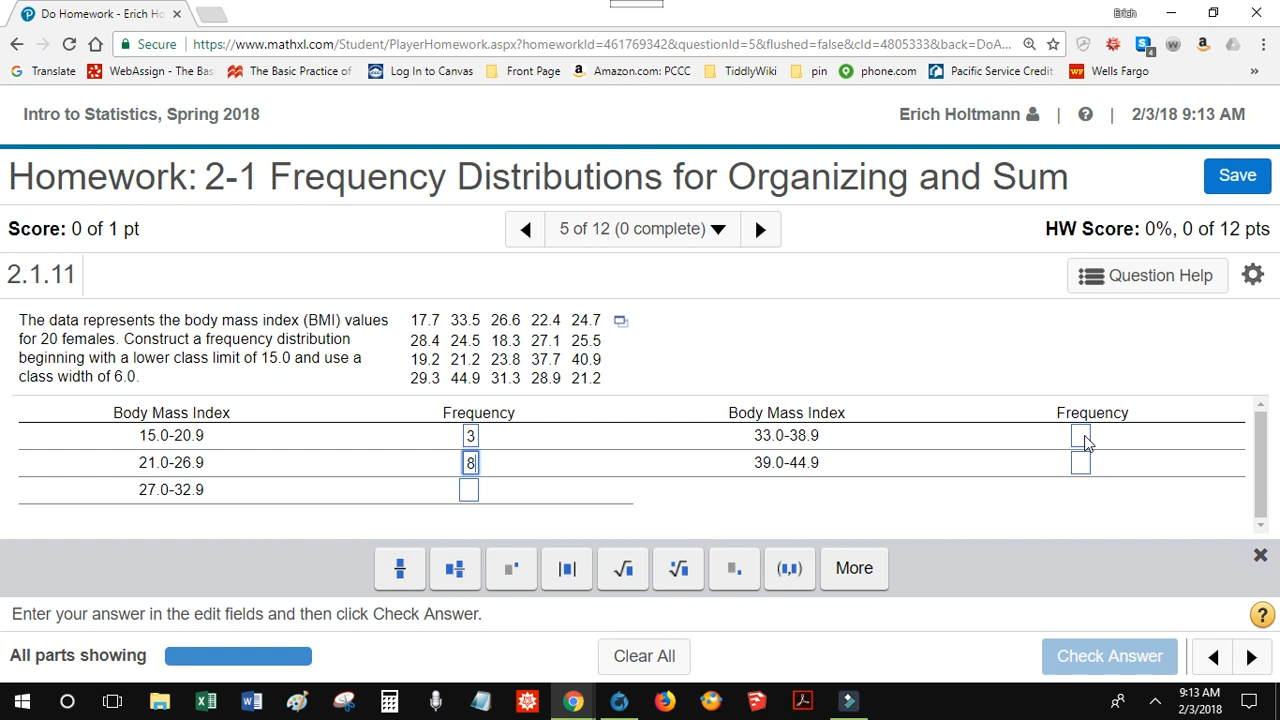 Do Homework - Erich Ho
Erich
Secure
https://www.mathxl.com/Student/PlayerHomework.aspx?homeworkId=461769342&questionId=5&flushed=false&cId=4805333&back=DoA...
Translate WebAssign - The Bas The Basic Practice of Log In to Canvas Front Page Amazon.com: PCCC TiddlyWiki pin phone.com Pacific Service Credit Wells Fargo »
Intro to Statistics, Spring 2018
Erich Holtmann | ? | 2/3/18 9:13 AM
Homework: 2-1 Frequency Distributions for Organizing and Sum
Save
Score: 0 of 1 pt
5 of 12 (0 complete)
HW Score: 0%, 0 of 12 pts
2.1.11
Question Help
The data represents the body mass index (BMI) values
for 20 females. Construct a frequency distribution
beginning with a lower class limit of 15.0 and use a
class width of 6.0.
17.7 33.5 26.6 22.4 24.7
28.4 24.5 18.3 27.1 25.5
19.2 21.2 23.8 37.7 40.9
29.3 44.9 31.3 28.9 21.2
Body Mass Index Frequency Body Mass Index Frequency
15.0-20.9 3 33.0-38.9
21.0-26.9 8 39.0-44.9
27.0-32.9
More
Enter your answer in the edit fields and then click Check Answer.
?
All parts showing
Clear All
Check Answer
9:13 AM
2/3/2018